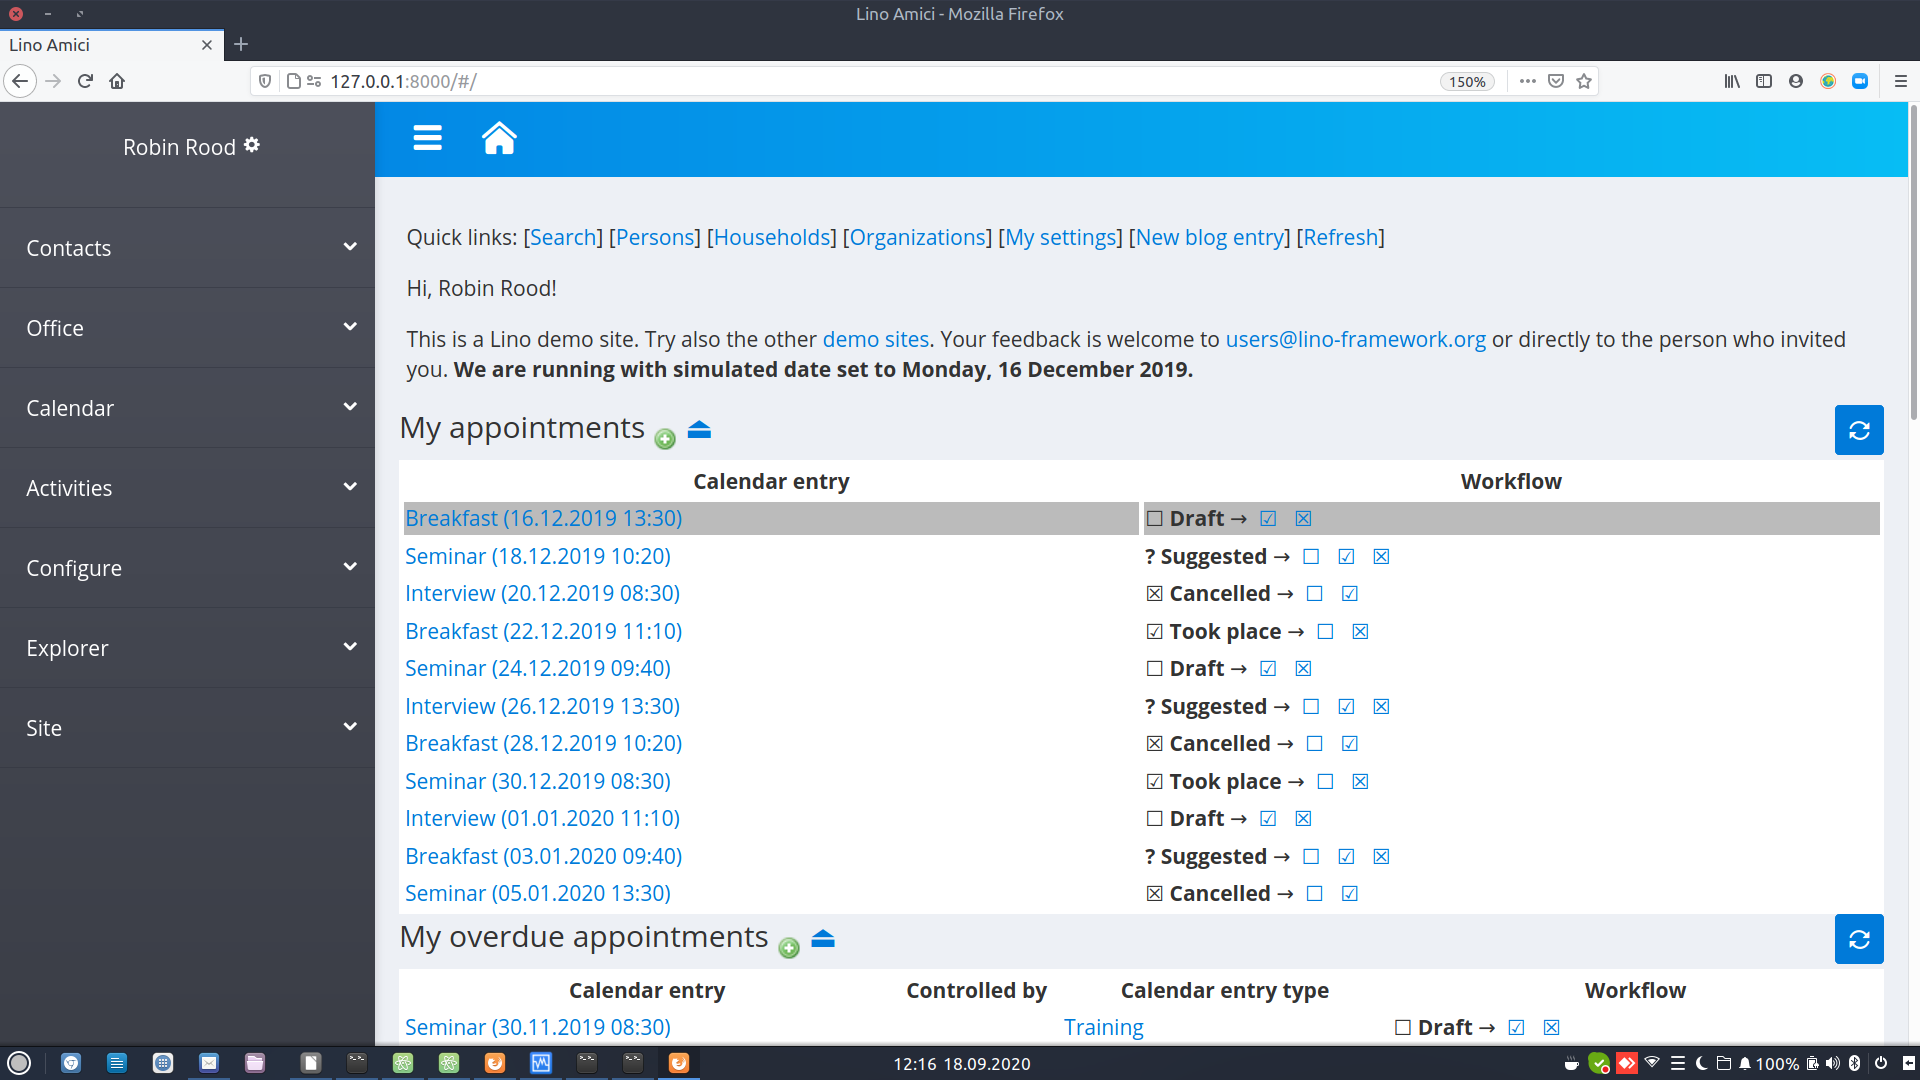 Lino Amici - Mozilla Firefox
Lino Amici
127.0.0.1:8000/#/
150%
Robin Rood
Contacts
Office
Calendar
Activities
Configure
Explorer
Site
Quick links: [Search] [Persons] [Households] [Organizations] [My settings] [New blog entry] [Refresh]
Hi, Robin Rood!
This is a Lino demo site. Try also the other demo sites. Your feedback is welcome to users@lino-framework.org or directly to the person who invited
you. We are running with simulated date set to Monday, 16 December 2019.
My appointments
Calendar entry Workflow
Breakfast (16.12.2019 13:30) ☐ Draft → ☑ ☒
Seminar (18.12.2019 10:20) ? Suggested → ☐ ☑ ☒
Interview (20.12.2019 08:30) ☒ Cancelled → ☐ ☑
Breakfast (22.12.2019 11:10) ☑ Took place → ☐ ☒
Seminar (24.12.2019 09:40) ☐ Draft → ☑ ☒
Interview (26.12.2019 13:30) ? Suggested → ☐ ☑ ☒
Breakfast (28.12.2019 10:20) ☒ Cancelled → ☐ ☑
Seminar (30.12.2019 08:30) ☑ Took place → ☐ ☒
Interview (01.01.2020 11:10) ☐ Draft → ☑ ☒
Breakfast (03.01.2020 09:40) ? Suggested → ☐ ☑ ☒
Seminar (05.01.2020 13:30) ☒ Cancelled → ☐ ☑
My overdue appointments
Calendar entry Controlled by Calendar entry type Workflow
Seminar (30.11.2019 08:30) Training ☐ Draft → ☑ ☒
12:16 18.09.2020
100%